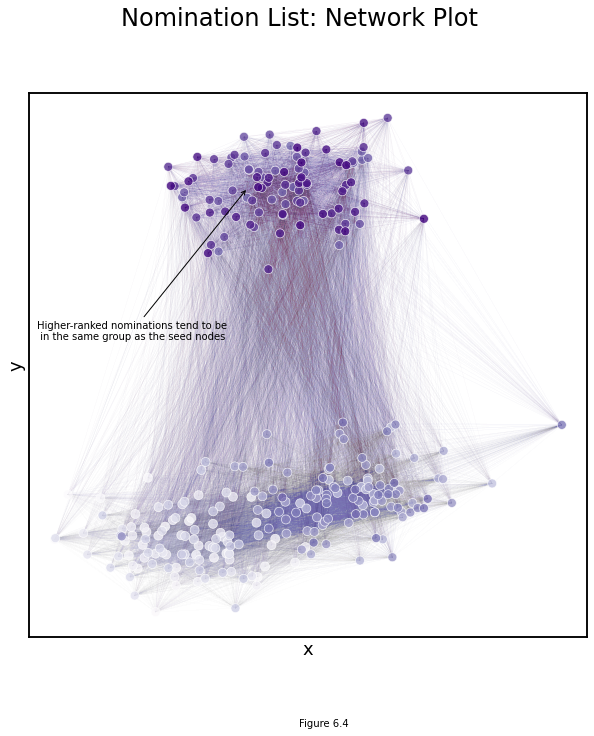 Nomination List: Network Plot
Higher-ranked nominations tend to be
in the same group as the seed nodes
y
x
Figure 6.4